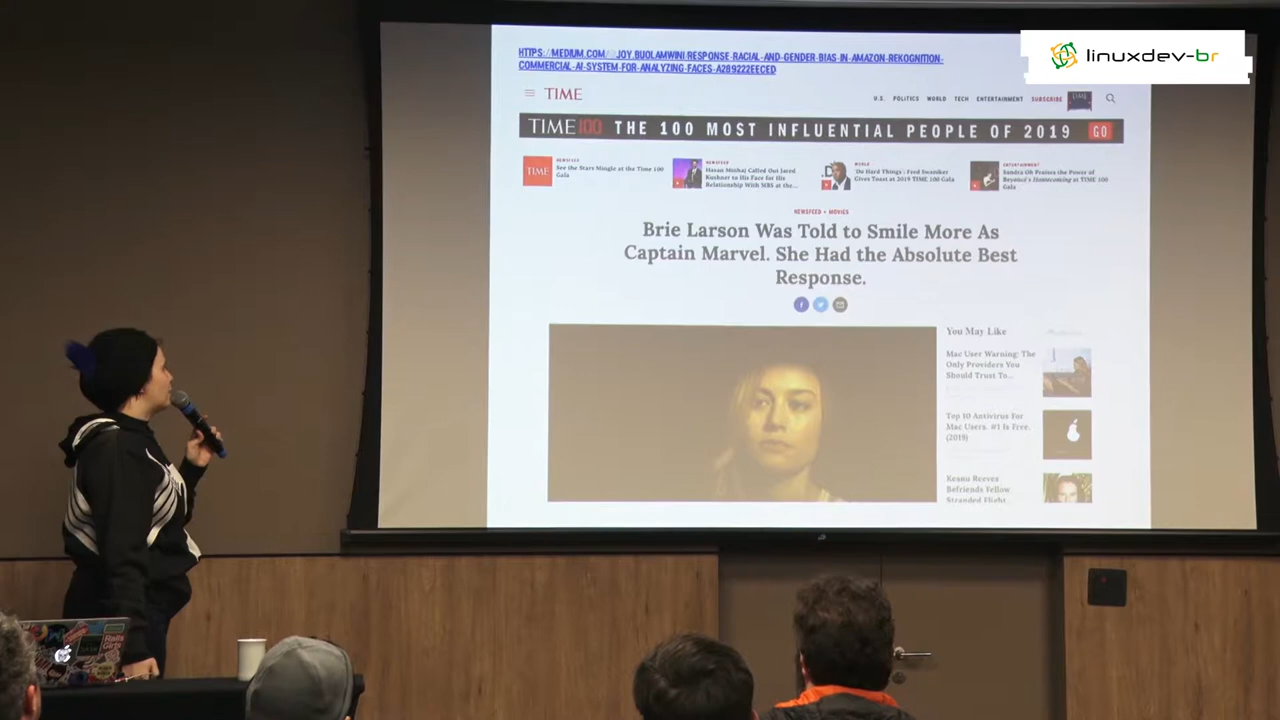 HTTPS://MEDIUM.COM/@JOY.BUOLAMWINI/RESPONSE-RACIAL-AND-GENDER-BIAS-IN-AMAZON-REKOGNITION-
COMMERCIAL-AI-SYSTEM-FOR-ANALYZING-FACES-A289222EECED
linuxdev-br
TIME
U.S. POLITICS WORLD TECH ENTERTAINMENT SUBSCRIBE
TIME100 THE 100 MOST INFLUENTIAL PEOPLE OF 2019 GO
TIME
NEWSFEED
See the Stars Mingle at the Time 100
Gala
NEWSFEED
Hasan Minhaj Called Out Jared
Kushner to His Face for His
Relationship With MBS at the...
WORLD
'Do Hard Things': Fred Swaniker
Gives Toast at 2019 TIME 100 Gala
ENTERTAINMENT
Sandra Oh Praises the Power of
Beyoncé's Homecoming at TIME 100
Gala
NEWSFEED • MOVIES
Brie Larson Was Told to Smile More As
Captain Marvel. She Had the Absolute Best
Response.
You May Like
Mac User Warning: The
Only Providers You
Should Trust To...
Top 10 Antivirus For
Mac Users. #1 Is Free.
(2019)
Keanu Reeves
Befriends Fellow
Stranded Flight
Rails
Girls